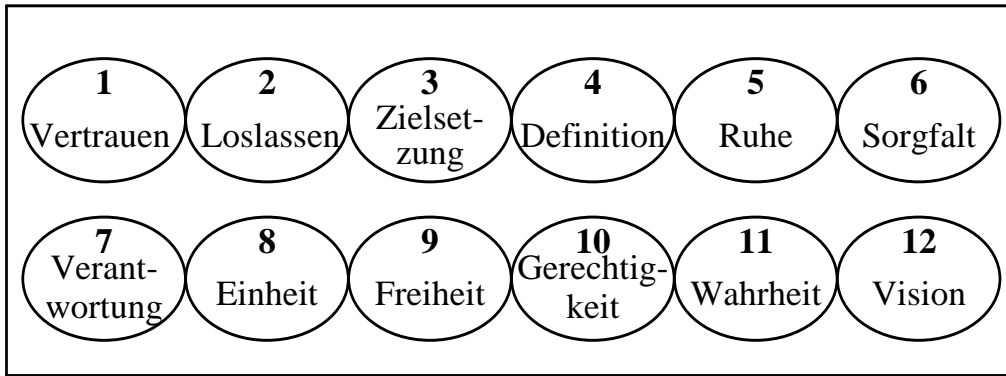 1 2 3 4 5 6
Vertrauen Loslassen Zielset-
zung Definition Ruhe Sorgfalt
7 8 9 10 11 12
Verant-
wortung Einheit Freiheit Gerechtig-
keit Wahrheit Vision